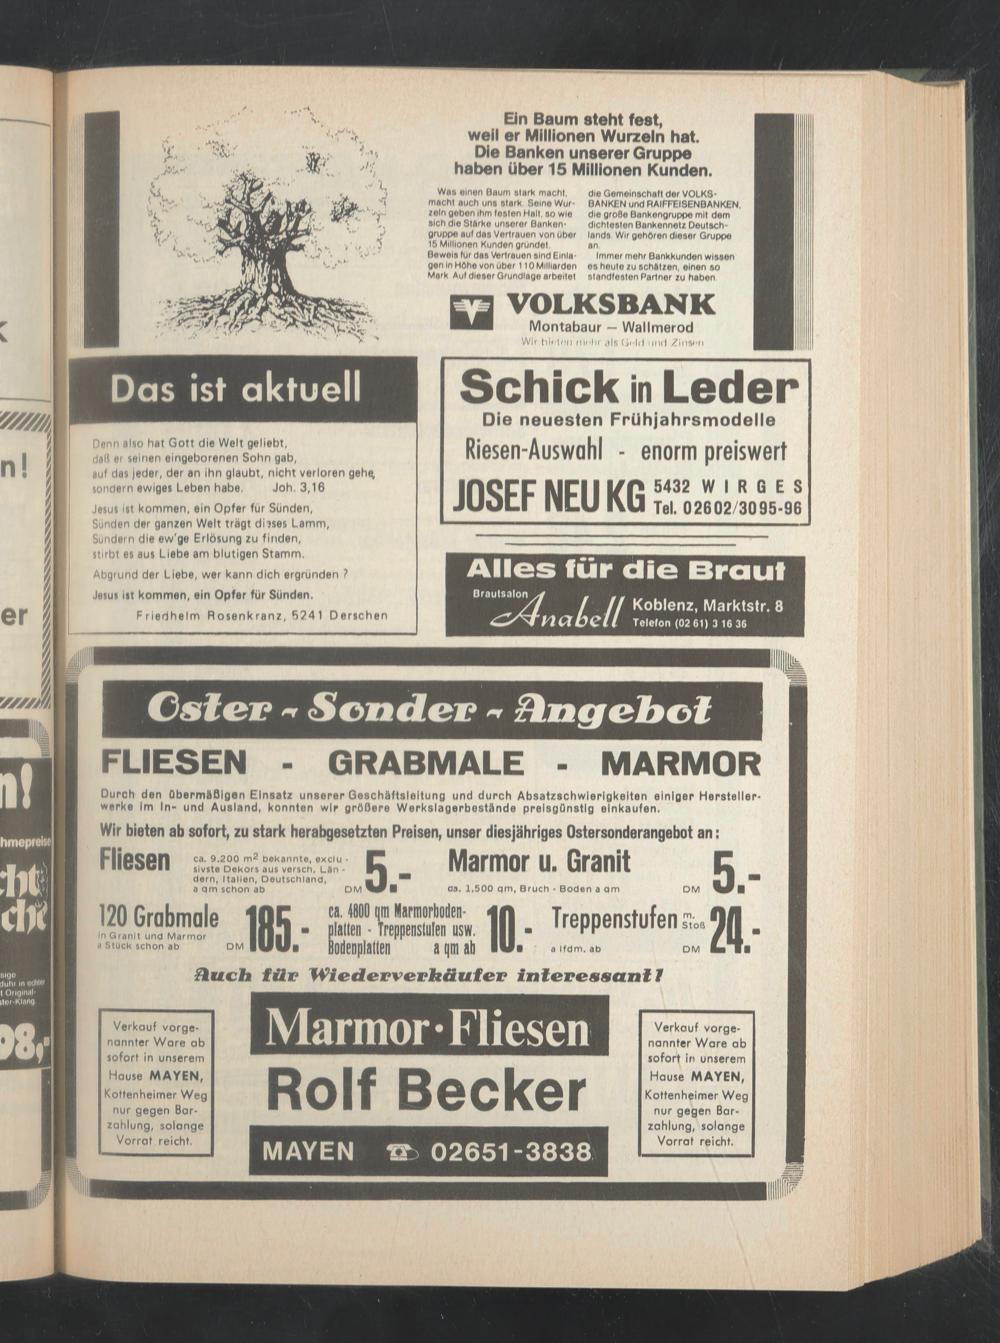 Ein Baum steht fest,
weil er Millionen Wurzeln hat.
Die Banken unserer Gruppe
haben über 15 Millionen Kunden.
Was einen Baum stark macht,
macht auch uns stark. Seine Wur-
zeln geben ihm festen Halt, so wie
sich die Stärke unserer Banken-
gruppe auf das Vertrauen von über
15 Millionen Kunden gründet.
Beweis für das Vertrauen sind Einla-
gen in Höhe von über 110 Milliarden
Mark. Auf dieser Grundlage arbeitet
die Gemeinschaft der VOLKS-
BANKEN und RAIFFEISENBANKEN,
die große Bankengruppe mit dem
dichtesten Bankennetz Deutsch-
lands. Wir gehören dieser Gruppe
an.
Immer mehr Bankkunden wissen
es heute zu schätzen, einen so
standfesten Partner zu haben.
VOLKSBANK
Montabaur — Wallmerod
Wir bieten mehr als Geld und Zinsen
Das ist aktuell
Denn also hat Gott die Welt geliebt,
daß er seinen eingeborenen Sohn gab,
auf das jeder, der an ihn glaubt, nicht verloren gehe,
sondern ewiges Leben habe. Joh. 3,16
Jesus ist kommen, ein Opfer für Sünden,
Sünden der ganzen Welt trägt dieses Lamm,
Sündern die ew'ge Erlösung zu finden,
stirbt es aus Liebe am blutigen Stamm.
Abgrund der Liebe, wer kann dich ergründen ?
Jesus ist kommen, ein Opfer für Sünden.
Friedhelm Rosenkranz, 5241 Derschen
Schick in Leder
Die neuesten Frühjahrsmodelle
Riesen-Auswahl - enorm preiswert
JOSEF NEU KG 5432 WIRGES
Tel. 02602/3095-96
Alles für die Braut
Brautsalon
Anabell Koblenz, Marktstr. 8
Telefon (02 61) 3 16 36
Oster - Sonder - Angebot
FLIESEN - GRABMALE - MARMOR
Durch den übermäßigen Einsatz unserer Geschäftsleitung und durch Absatzschwierigkeiten einiger Hersteller-
werke im In- und Ausland, konnten wir größere Werkslagerbestände preisgünstig einkaufen.
Wir bieten ab sofort, zu stark herabgesetzten Preisen, unser diesjähriges Ostersonderangebot an:
Fliesen
ca. 9.200 m² bekannte, exclu -
sivste Dekors aus versch. Län -
dern, Italien, Deutschland,
a qm schon ab DM 5.-
Marmor u. Granit
ca. 1.500 qm, Bruch - Boden a qm DM 5.-
120 Grabmale
in Granit und Marmor
a Stück schon ab DM 185.-
ca. 4800 qm Marmorboden-
platten - Treppenstufen usw.
Bodenplatten a qm ab 10.-
Treppenstufen m. Stoß
a lfdm. ab DM 24.-
Auch für Wiederverkäufer interessant!
Verkauf vorge-
nannter Ware ab
sofort in unserem
Hause MAYEN,
Kottenheimer Weg
nur gegen Bar-
zahlung, solange
Vorrat reicht.
Marmor·Fliesen
Rolf Becker
MAYEN ☎ 02651-3838
Verkauf vorge-
nannter Ware ab
sofort in unserem
Hause MAYEN,
Kottenheimer Weg
nur gegen Bar-
zahlung, solange
Vorrat reicht.